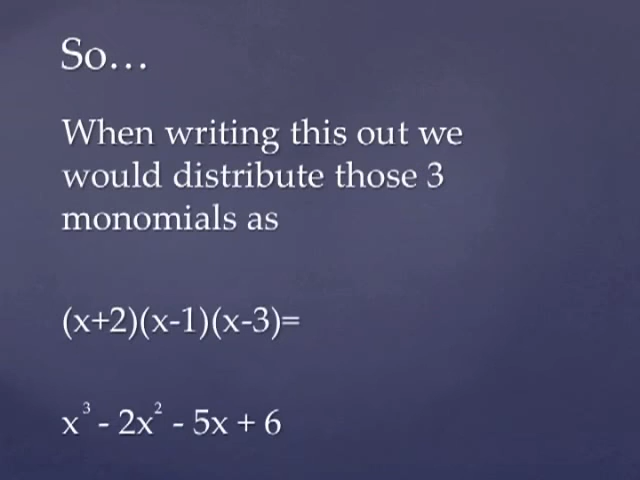 So...
When writing this out we
would distribute those 3
monomials as
(x+2)(x-1)(x-3)=
x³ - 2x² - 5x + 6